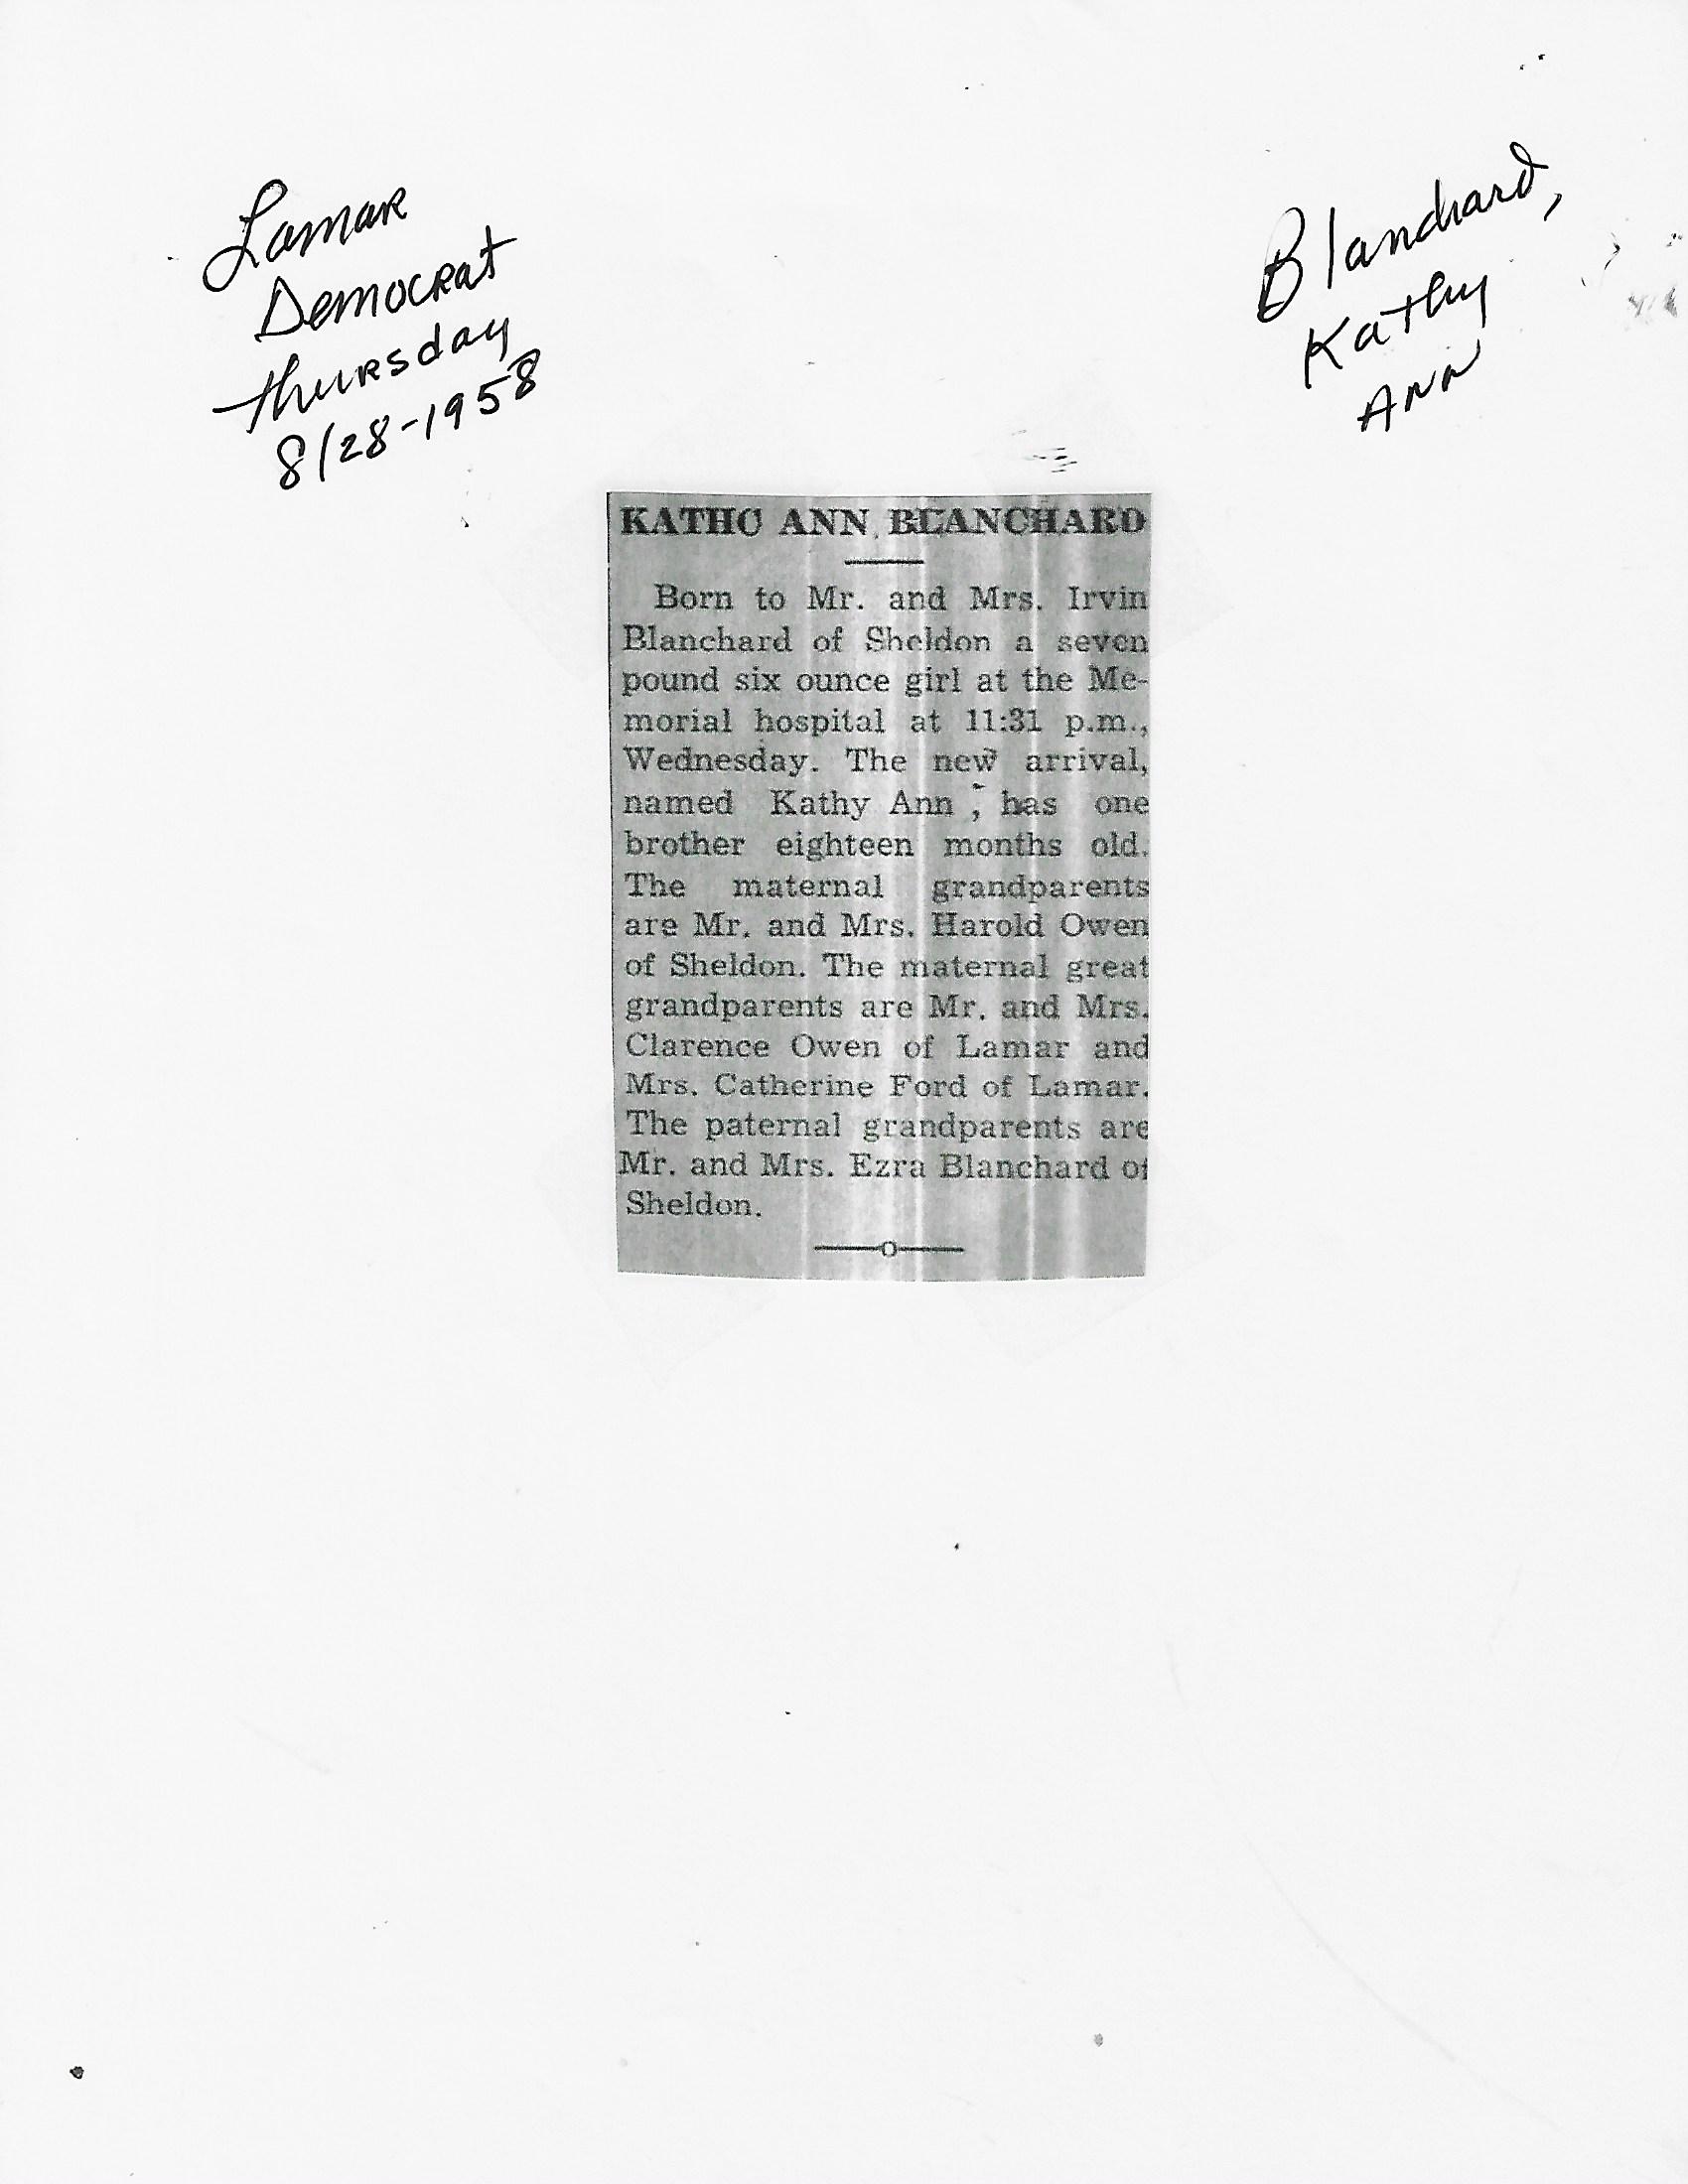 Lamar
Democrat
Thursday
8/28-1958
Blanchard,
Kathy
Ann
KATHO ANN BLANCHARD
Born to Mr. and Mrs. Irvin
Blanchard of Sheldon a seven
pound six ounce girl at the Me-
morial hospital at 11:31 p.m.,
Wednesday. The new arrival,
named Kathy Ann, has one
brother eighteen months old.
The maternal grandparents
are Mr. and Mrs. Harold Owen
of Sheldon. The maternal great
grandparents are Mr. and Mrs.
Clarence Owen of Lamar and
Mrs. Catherine Ford of Lamar.
The paternal grandparents are
Mr. and Mrs. Ezra Blanchard of
Sheldon.